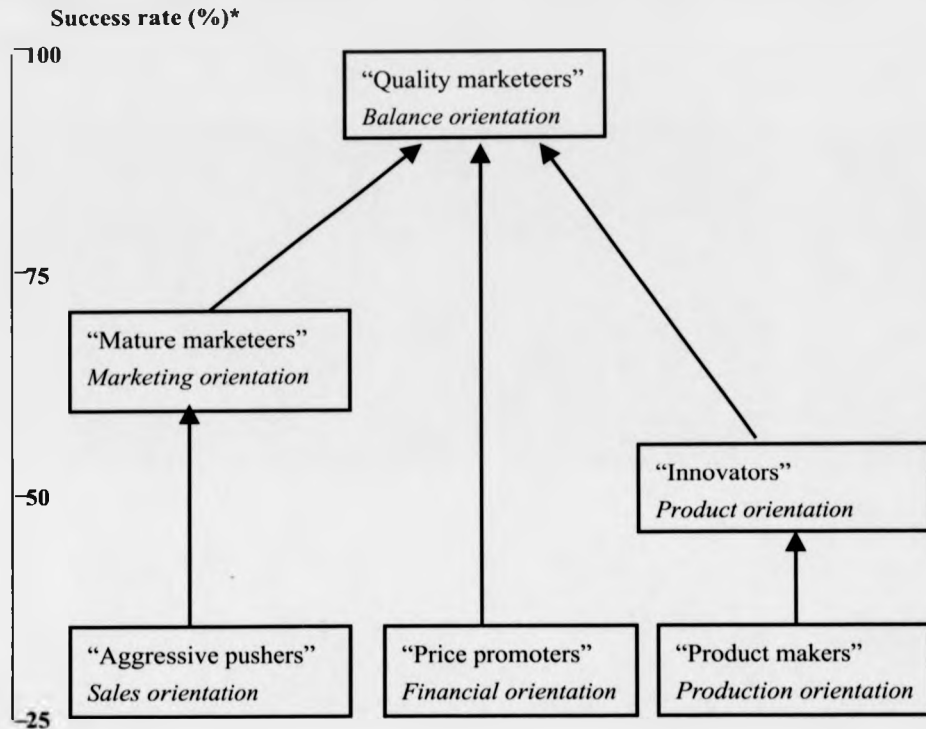 Success rate (%)*
100
“Quality marketeers”
Balance orientation
75
“Mature marketeers”
Marketing orientation
50
“Innovators”
Product orientation
“Aggressive pushers”
Sales orientation
“Price promoters”
Financial orientation
“Product makers”
Production orientation
25